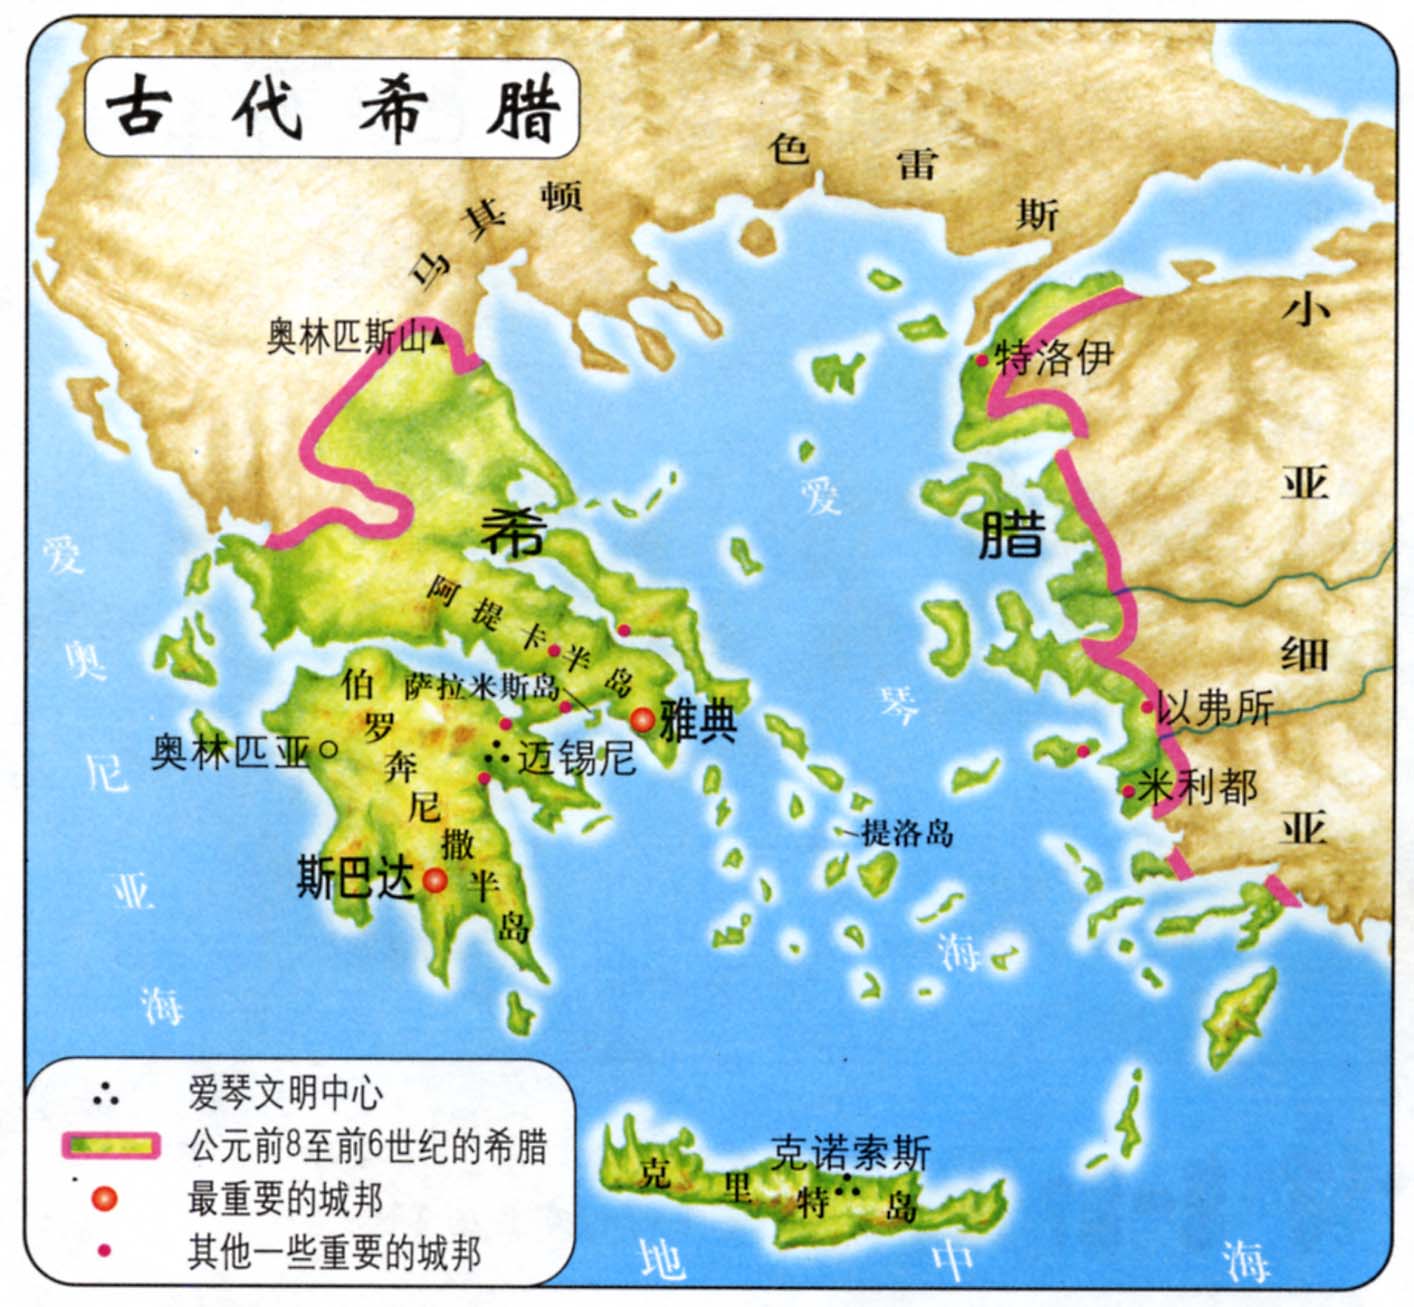 古代希腊
色雷斯
马其顿
奥林匹斯山
小亚细亚
特洛伊
希腊
爱琴海
爱奥尼亚海
阿提卡半岛
萨拉米斯岛
伯罗奔尼撒半岛
雅典
以弗所
奥林匹亚
迈锡尼
米利都
提洛岛
斯巴达
克诺索斯
克里特岛
地中海
爱琴文明中心
公元前8至前6世纪的希腊
最重要的城邦
其他一些重要的城邦